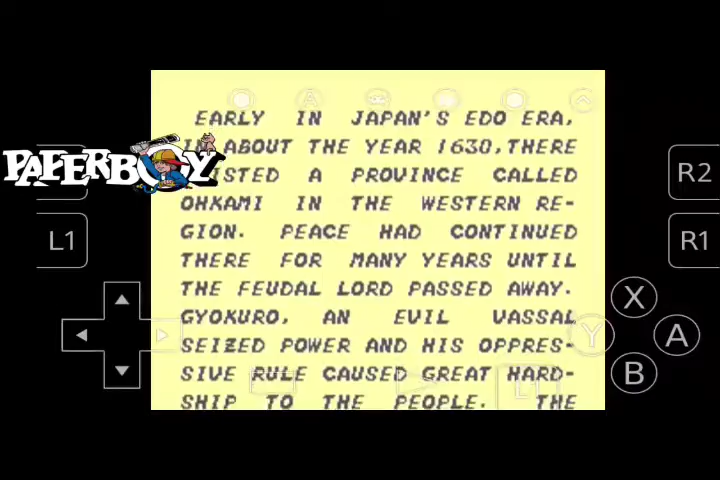 EARLY IN JAPAN'S EDO ERA,
IN ABOUT THE YEAR 1630, THERE
PAPERBOY
ISTED A PROVINCE CALLED
OHKAMI IN THE WESTERN RE-
GION. PEACE HAD CONTINUED
THERE FOR MANY YEARS UNTIL
THE FEUDAL LORD PASSED AWAY.
GYOKURO, AN EVIL VASSAL
SEIZED POWER AND HIS OPPRES-
SIVE RULE CAUSED GREAT HARD-
SHIP TO THE PEOPLE. THE
L1
R2
R1
X
Y
A
B
A